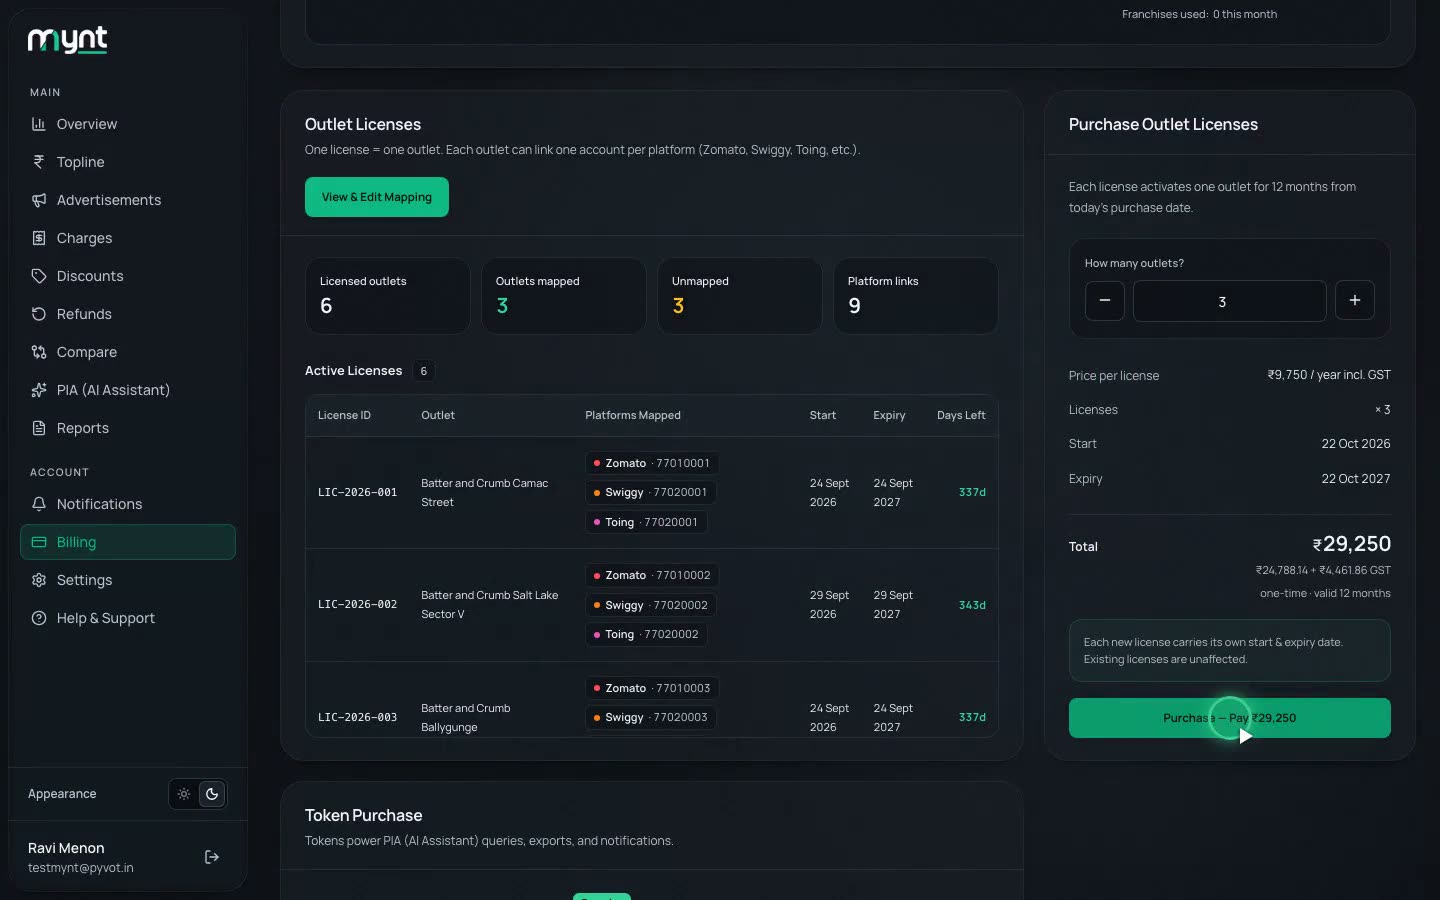 mynt
MAIN
Overview
Topline
Advertisements
Charges
Discounts
Refunds
Compare
PIA (AI Assistant)
Reports
ACCOUNT
Notifications
Billing
Settings
Help & Support
Appearance
Ravi Menon
testmynt@pyvot.in
Franchises used: 0 this month
Outlet Licenses
One license = one outlet. Each outlet can link one account per platform (Zomato, Swiggy, Toing, etc.).
View & Edit Mapping
Licensed outlets
6
Outlets mapped
3
Unmapped
3
Platform links
9
Active Licenses 6
License ID Outlet Platforms Mapped Start Expiry Days Left
LIC-2026-001
Batter and Crumb Camac
Street
Zomato · 77010001
Swiggy · 77020001
Toing · 77020001
24 Sept
2026
24 Sept
2027
337d
LIC-2026-002
Batter and Crumb Salt Lake
Sector V
Zomato · 77010002
Swiggy · 77020002
Toing · 77020002
29 Sept
2026
29 Sept
2027
343d
LIC-2026-003
Batter and Crumb
Ballygunge
Zomato · 77010003
Swiggy · 77020003
24 Sept
2026
24 Sept
2027
337d
Token Purchase
Tokens power PIA (AI Assistant) queries, exports, and notifications.
Purchase Outlet Licenses
Each license activates one outlet for 12 months from
today's purchase date.
How many outlets?
− 3 +
Price per license ₹9,750 / year incl. GST
Licenses × 3
Start 22 Oct 2026
Expiry 22 Oct 2027
Total ₹29,250
₹24,788.14 + ₹4,461.86 GST
one-time · valid 12 months
Each new license carries its own start & expiry date.
Existing licenses are unaffected.
Purchase — Pay ₹29,250